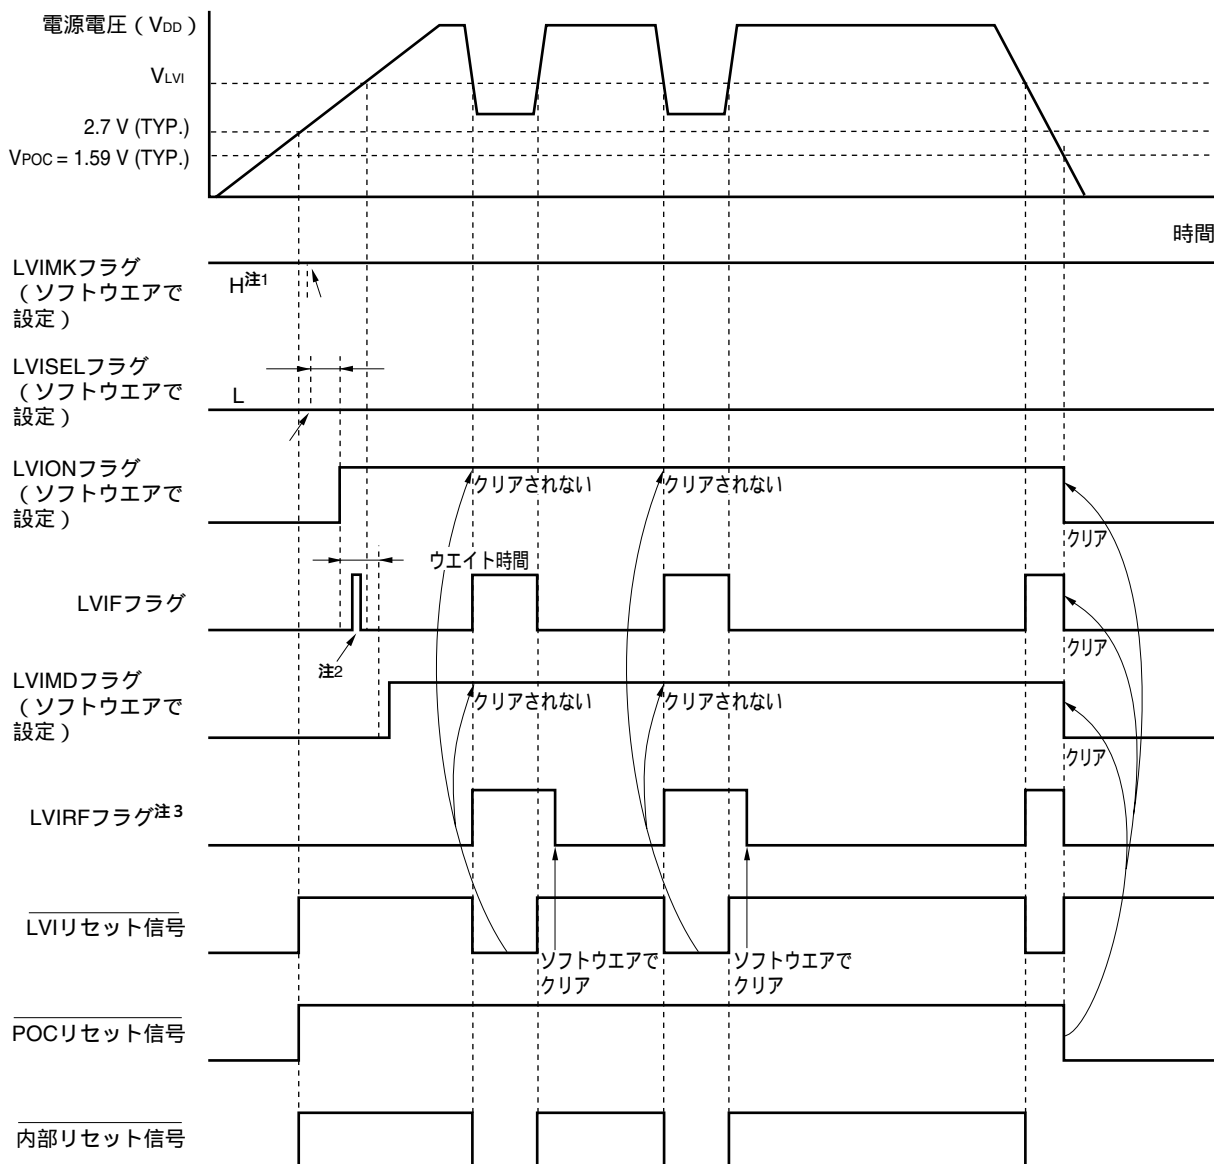 電源電圧（VDD）
VLVI
2.7 V (TYP.)
VPOC = 1.59 V (TYP.)
時間
LVIMKフラグ
（ソフトウエアで
設定）
H注1
LVISELフラグ
（ソフトウエアで
設定）
L
LVIONフラグ
（ソフトウエアで
設定）
クリアされない
クリアされない
クリア
ウエイト時間
LVIFフラグ
注2
クリア
LVIMDフラグ
（ソフトウエアで
設定）
クリアされない
クリアされない
クリア
LVIRFフラグ注3
LVIリセット信号
ソフトウエアで
クリア
ソフトウエアで
クリア
POCリセット信号
内部リセット信号